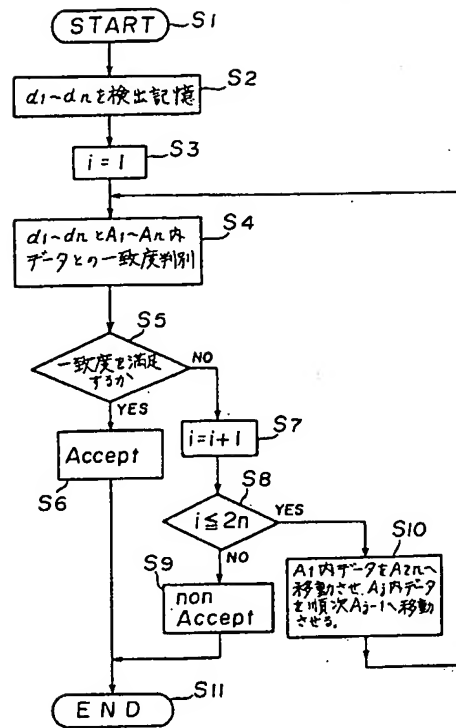 START
S1
S2
d1~dnを検出記憶
S3
i = 1
S4
d1~dnとA1~An内
データとの一致度判別
S5
一致度を満足
するか
NO
YES
S7
i=i+1
Accept
S6
S8
i≦2n
YES
NO
S10
A1内データをA2nへ
移動させ、Aj内データ
を順次Aj-1へ移動
させる。
S9
non
Accept
S11
END